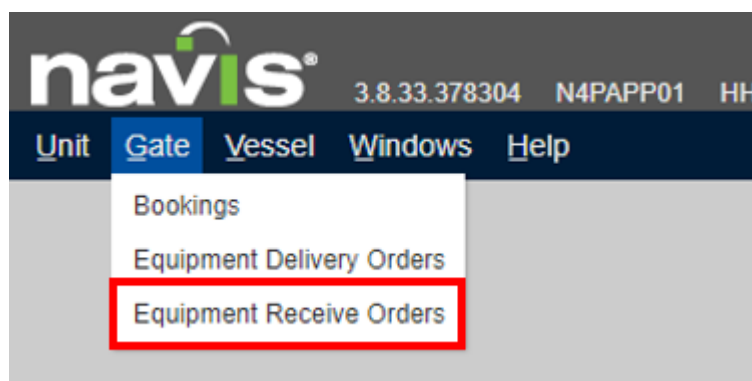 navis® 3.8.33.378304 N4PAPP01 HH
Unit Gate Vessel Windows Help
Bookings
Equipment Delivery Orders
Equipment Receive Orders